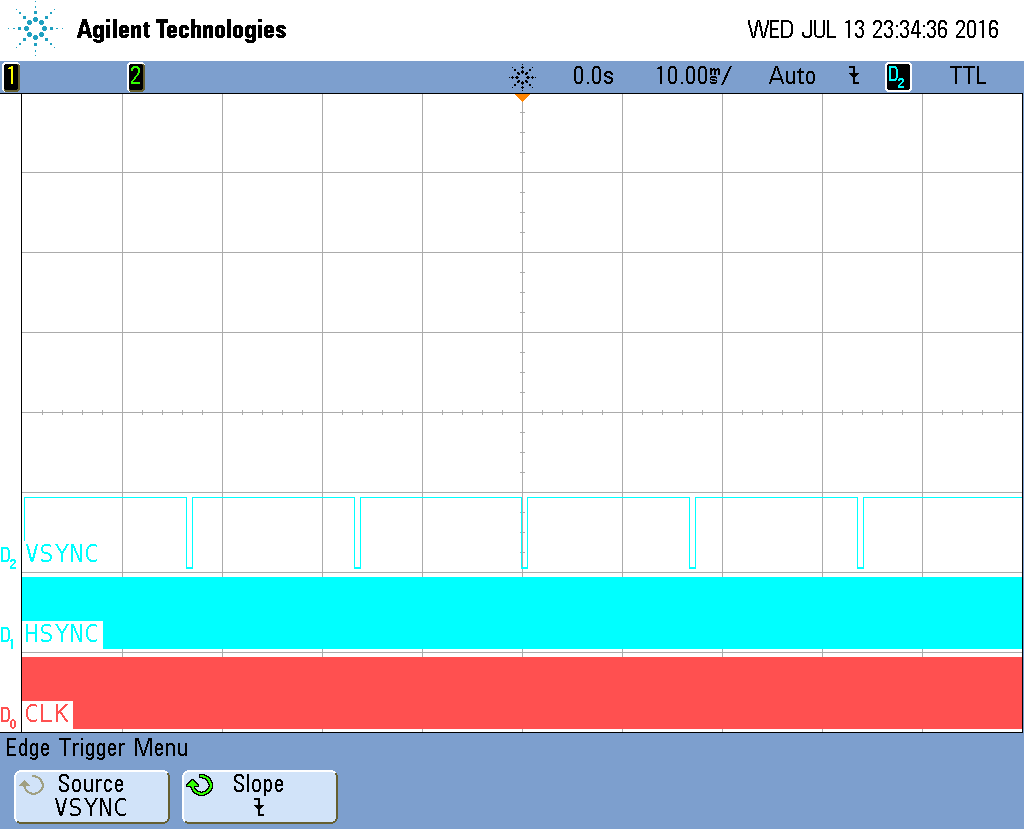 Agilent Technologies
WED JUL 13 23:34:36 2016
1 2 0.0s 10.00ms/ Auto D2 TTL
D2 VSYNC
D1 HSYNC
D0 CLK
Edge Trigger Menu
Source Slope
VSYNC